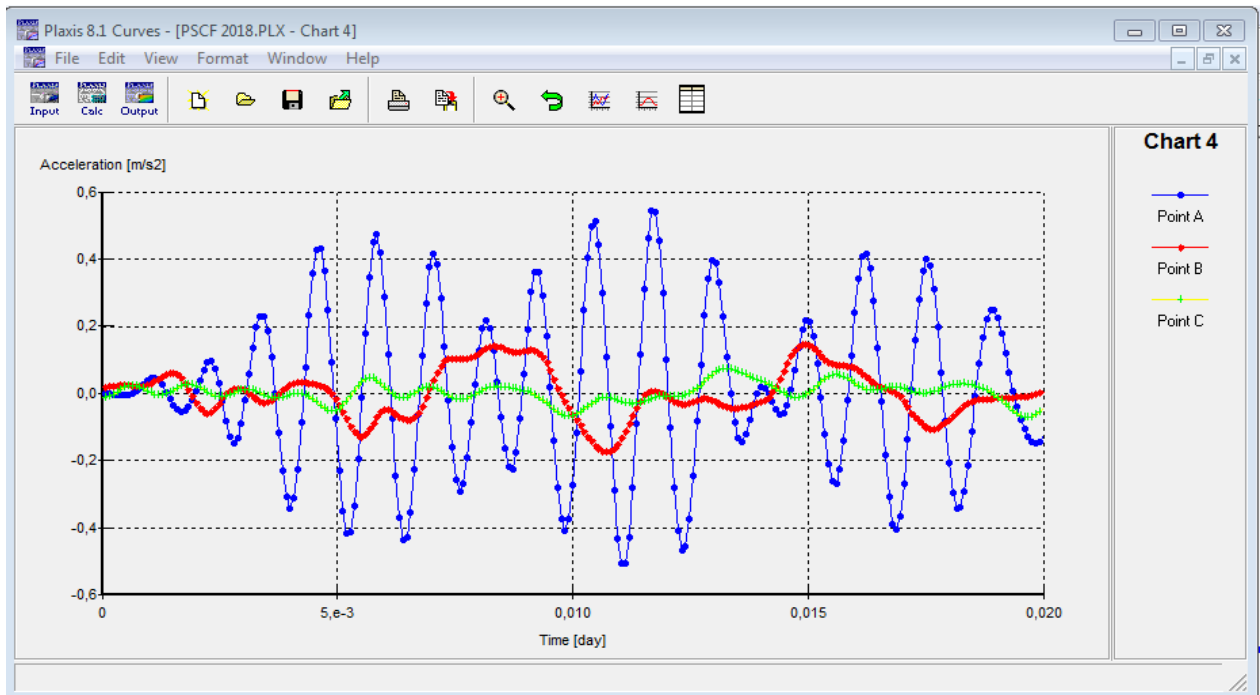 Plaxis 8.1 Curves - [PSCF 2018.PLX - Chart 4]
File Edit View Format Window Help
Input Calc Output
Chart 4
Acceleration [m/s2]
0,6
0,4
0,2
0,0
-0,2
-0,4
-0,6
0 5,e-3 0,010 0,015 0,020
Time [day]
Point A
Point B
Point C